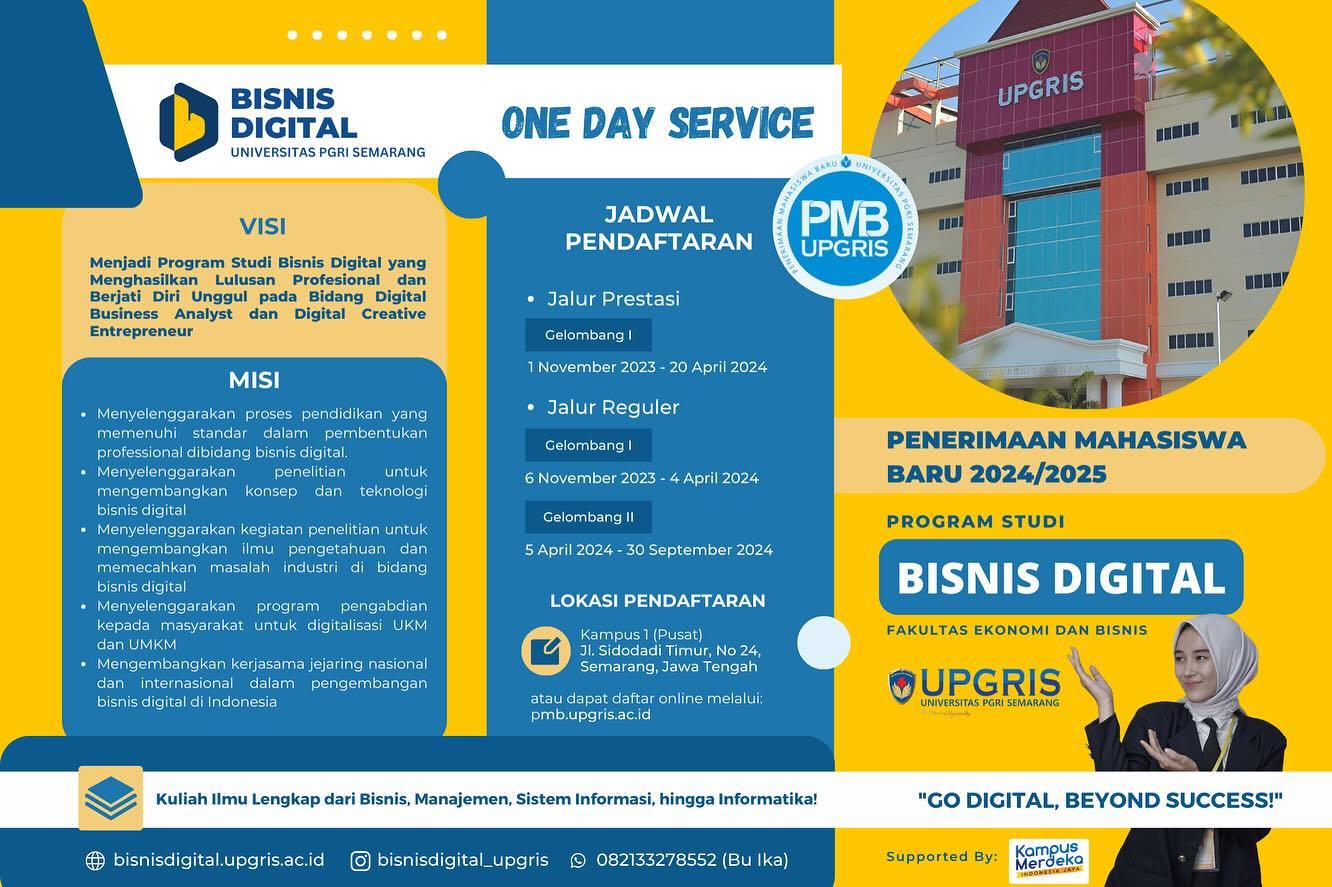 BISNIS
DIGITAL
UNIVERSITAS PGRI SEMARANG
VISI
Menjadi Program Studi Bisnis Digital yang
Menghasilkan Lulusan Profesional dan
Berjati Diri Unggul pada Bidang Digital
Business Analyst dan Digital Creative
Entrepreneur
MISI
• Menyelenggarakan proses pendidikan yang
memenuhi standar dalam pembentukan
professional dibidang bisnis digital.
• Menyelenggarakan penelitian untuk
mengembangkan konsep dan teknologi
bisnis digital
• Menyelenggarakan kegiatan penelitian untuk
mengembangkan ilmu pengetahuan dan
memecahkan masalah industri di bidang
bisnis digital
• Menyelenggarakan program pengabdian
kepada masyarakat untuk digitalisasi UKM
dan UMKM
• Mengembangkan kerjasama jejaring nasional
dan internasional dalam pengembangan
bisnis digital di Indonesia
ONE DAY SERVICE
JADWAL
PENDAFTARAN
• Jalur Prestasi
Gelombang I
1 November 2023 - 20 April 2024
• Jalur Reguler
Gelombang I
6 November 2023 - 4 April 2024
Gelombang II
5 April 2024 - 30 September 2024
LOKASI PENDAFTARAN
Kampus 1 (Pusat)
Jl. Sidodadi Timur, No 24,
Semarang, Jawa Tengah
atau dapat daftar online melalui:
pmb.upgris.ac.id
PENERIMAAN MAHASISWA BARU UNIVERSITAS PGRI SEMARANG
PMB
UPGRIS
UPGRIS
PENERIMAAN MAHASISWA
BARU 2024/2025
PROGRAM STUDI
BISNIS DIGITAL
FAKULTAS EKONOMI DAN BISNIS
UPGRIS
UNIVERSITAS PGRI SEMARANG
Kuliah Ilmu Lengkap dari Bisnis, Manajemen, Sistem Informasi, hingga Informatika!
"GO DIGITAL, BEYOND SUCCESS!"
bisnisdigital.upgris.ac.id
bisnisdigital_upgris
082133278552 (Bu Ika)
Supported By:
Kampus
Merdeka
INDONESIA JAYA